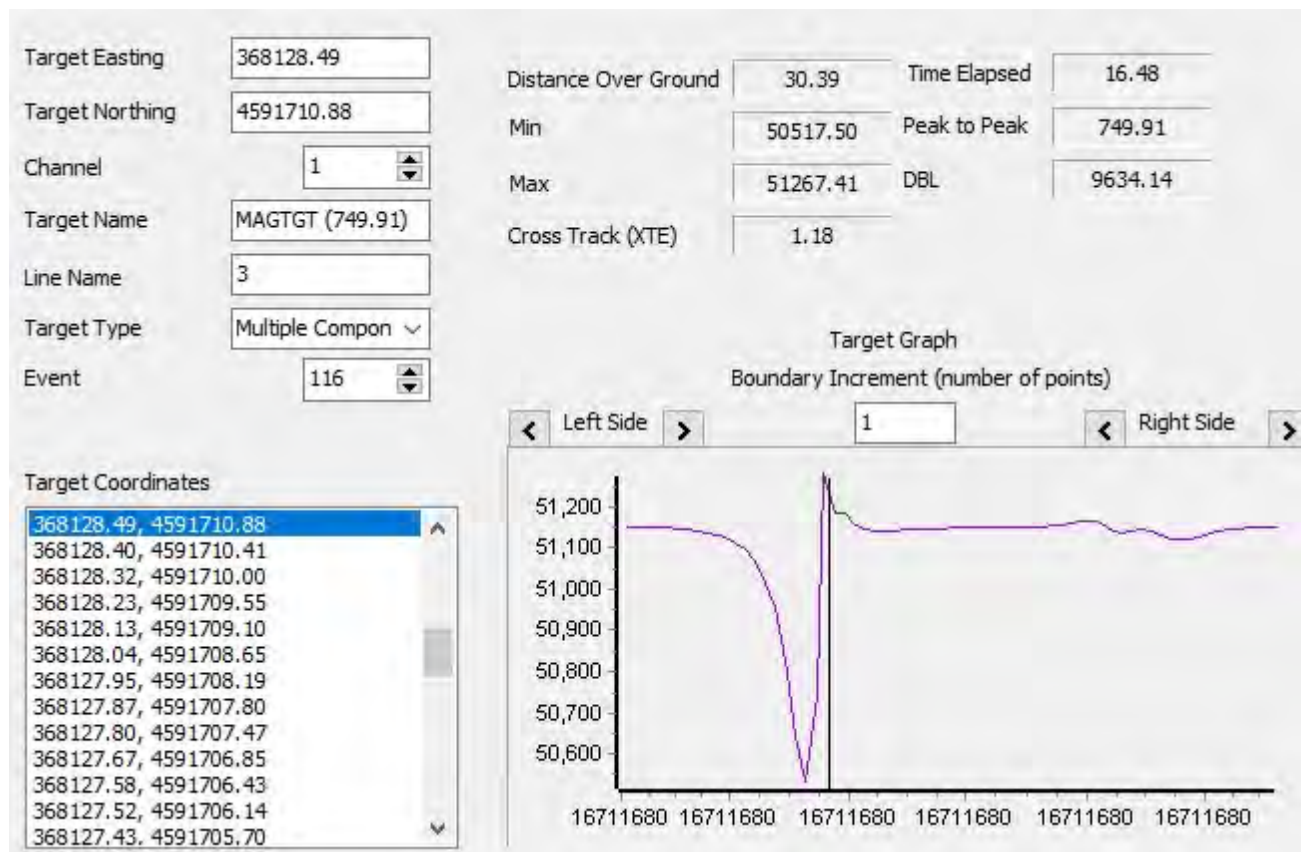 Target Easting 368128.49
Target Northing 4591710.88
Channel 1
Target Name MAGTGT (749.91)
Line Name 3
Target Type Multiple Compon
Event 116
Distance Over Ground 30.39 Time Elapsed 16.48
Min 50517.50 Peak to Peak 749.91
Max 51267.41 DBL 9634.14
Cross Track (XTE) 1.18
Target Coordinates
368128.49, 4591710.88
368128.40, 4591710.41
368128.32, 4591710.00
368128.23, 4591709.55
368128.13, 4591709.10
368128.04, 4591708.65
368127.95, 4591708.19
368127.87, 4591707.80
368127.80, 4591707.47
368127.67, 4591706.85
368127.58, 4591706.43
368127.52, 4591706.14
368127.43, 4591705.70
Target Graph
Boundary Increment (number of points)
< Left Side > 1 < Right Side >
51,200
51,100
51,000
50,900
50,800
50,700
50,600
16711680 16711680 16711680 16711680 16711680 16711680